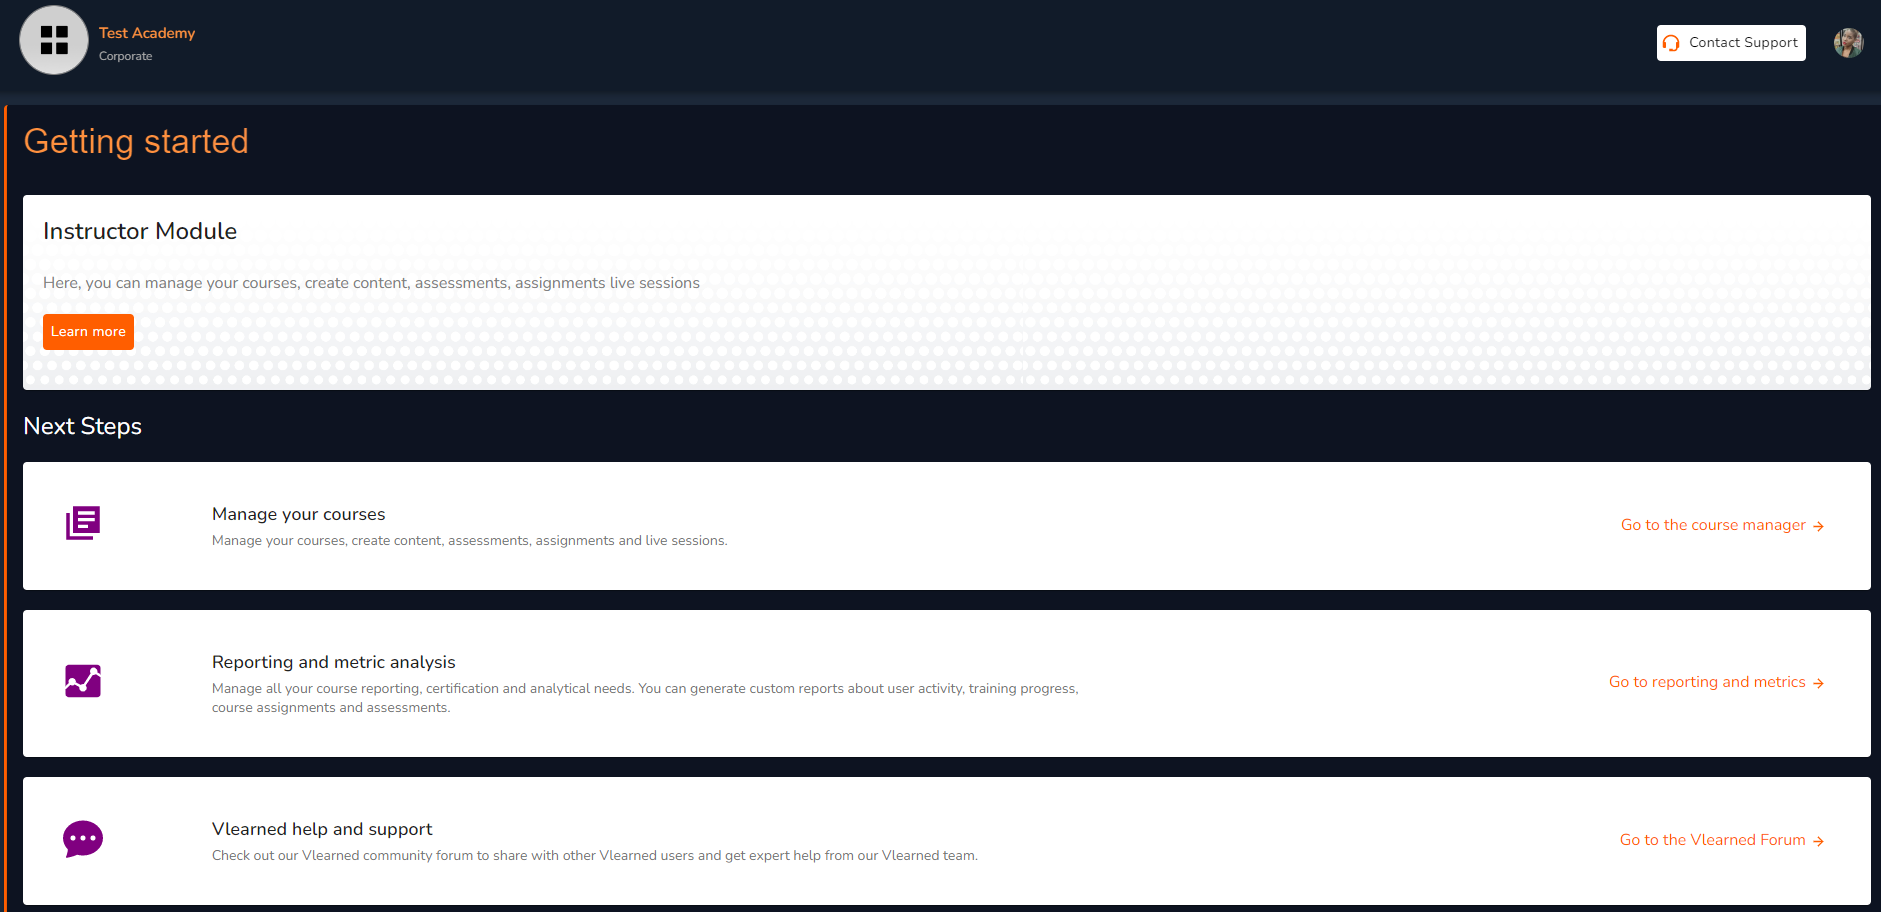 Test Academy
Corporate
Contact Support
Getting started
Instructor Module
Here, you can manage your courses, create content, assessments, assignments live sessions
Learn more
Next Steps
Manage your courses
Manage your courses, create content, assessments, assignments and live sessions.
Go to the course manager
Reporting and metric analysis
Manage all your course reporting, certification and analytical needs. You can generate custom reports about user activity, training progress,
course assignments and assessments.
Go to reporting and metrics
Vlearned help and support
Check out our Vlearned community forum to share with other Vlearned users and get expert help from our Vlearned team.
Go to the Vlearned Forum